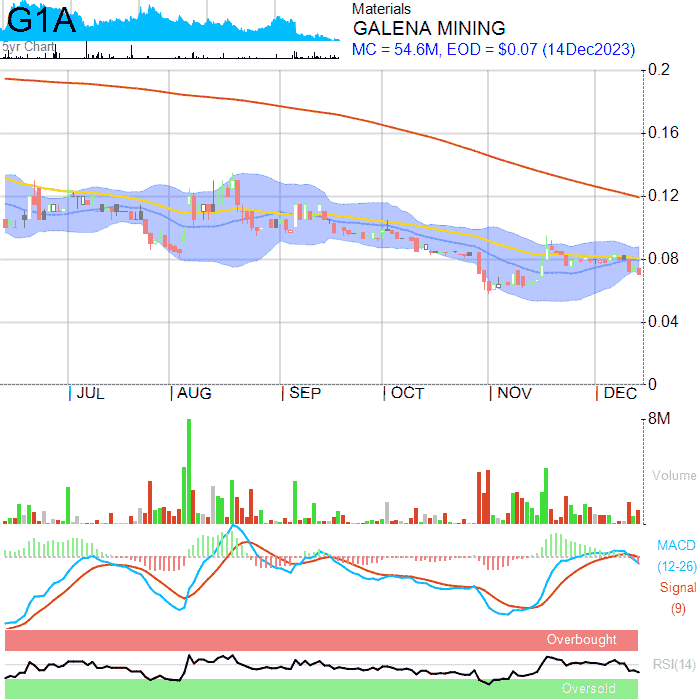 G1A
5yr Chart
Materials
GALENA MINING
MC = 54.6M, EOD = $0.07 (14Dec2023)
0.2
0.16
0.12
0.08
0.04
0
JUL AUG SEP OCT NOV DEC
8M
Volume
MACD
(12-26)
Signal
(9)
Overbought
RSI(14)
Oversold